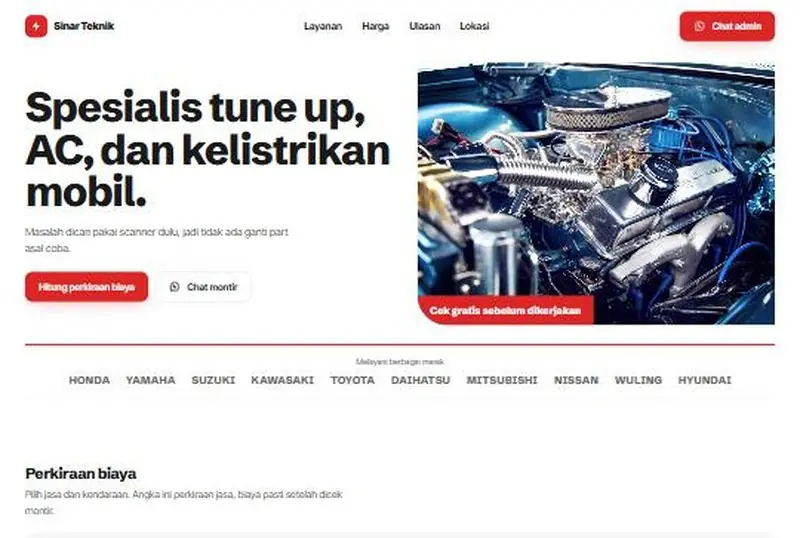 Sinar Teknik
Layanan Harga Ulasan Lokasi
Chat admin
Spesialis tune up,
AC, dan kelistrikan
mobil.
Masalah dicari pakai scanner dulu, jadi tidak ada ganti part
asal coba.
Hitung perkiraan biaya
Chat montir
Cek gratis sebelum dikerjakan
Melayani berbagai merek
HONDA YAMAHA SUZUKI KAWASAKI TOYOTA DAIHATSU MITSUBISHI NISSAN WULING HYUNDAI
Perkiraan biaya
Pilih jasa dan kendaraan. Angka ini perkiraan jasa, biaya pasti setelah dicek
montir.